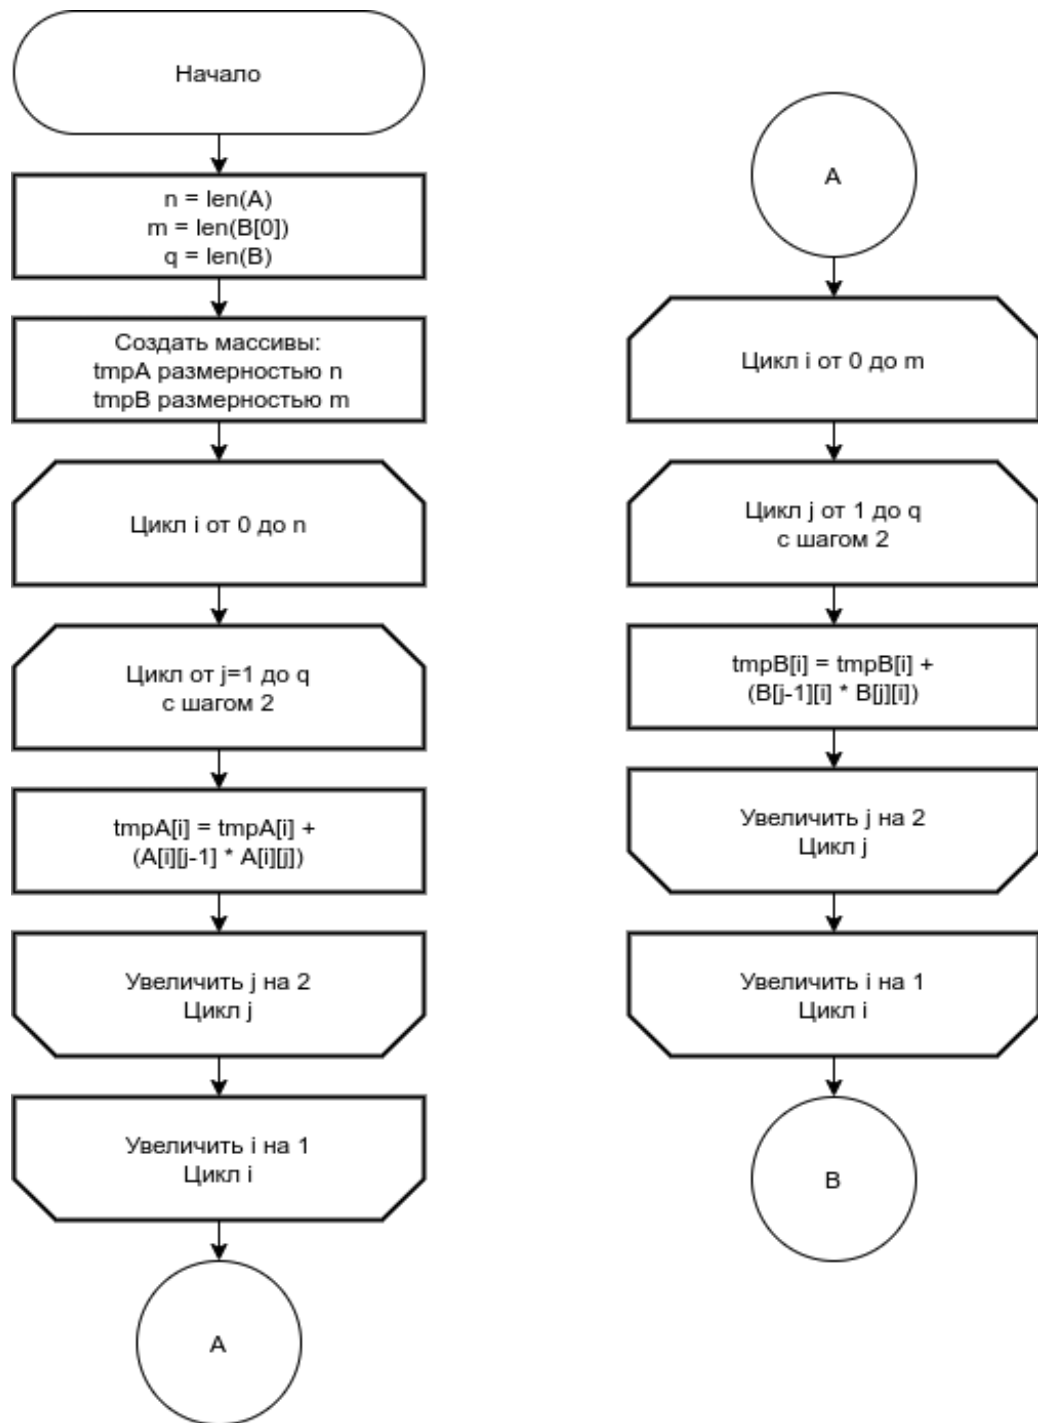 Начало
n = len(A)
m = len(B[0])
q = len(B)
Создать массивы:
tmpA размерностью n
tmpB размерностью m
Цикл i от 0 до n
Цикл от j=1 до q
с шагом 2
tmpA[i] = tmpA[i] +
(A[i][j-1] * A[i][j])
Увеличить j на 2
Цикл j
Увеличить i на 1
Цикл i
A
A
Цикл i от 0 до m
Цикл j от 1 до q
с шагом 2
tmpB[i] = tmpB[i] +
(B[j-1][i] * B[j][i])
Увеличить j на 2
Цикл j
Увеличить i на 1
Цикл i
B